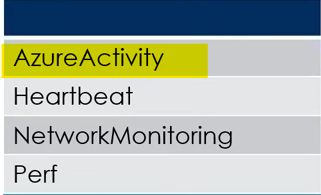 AzureActivity
Heartbeat
NetworkMonitoring
Perf